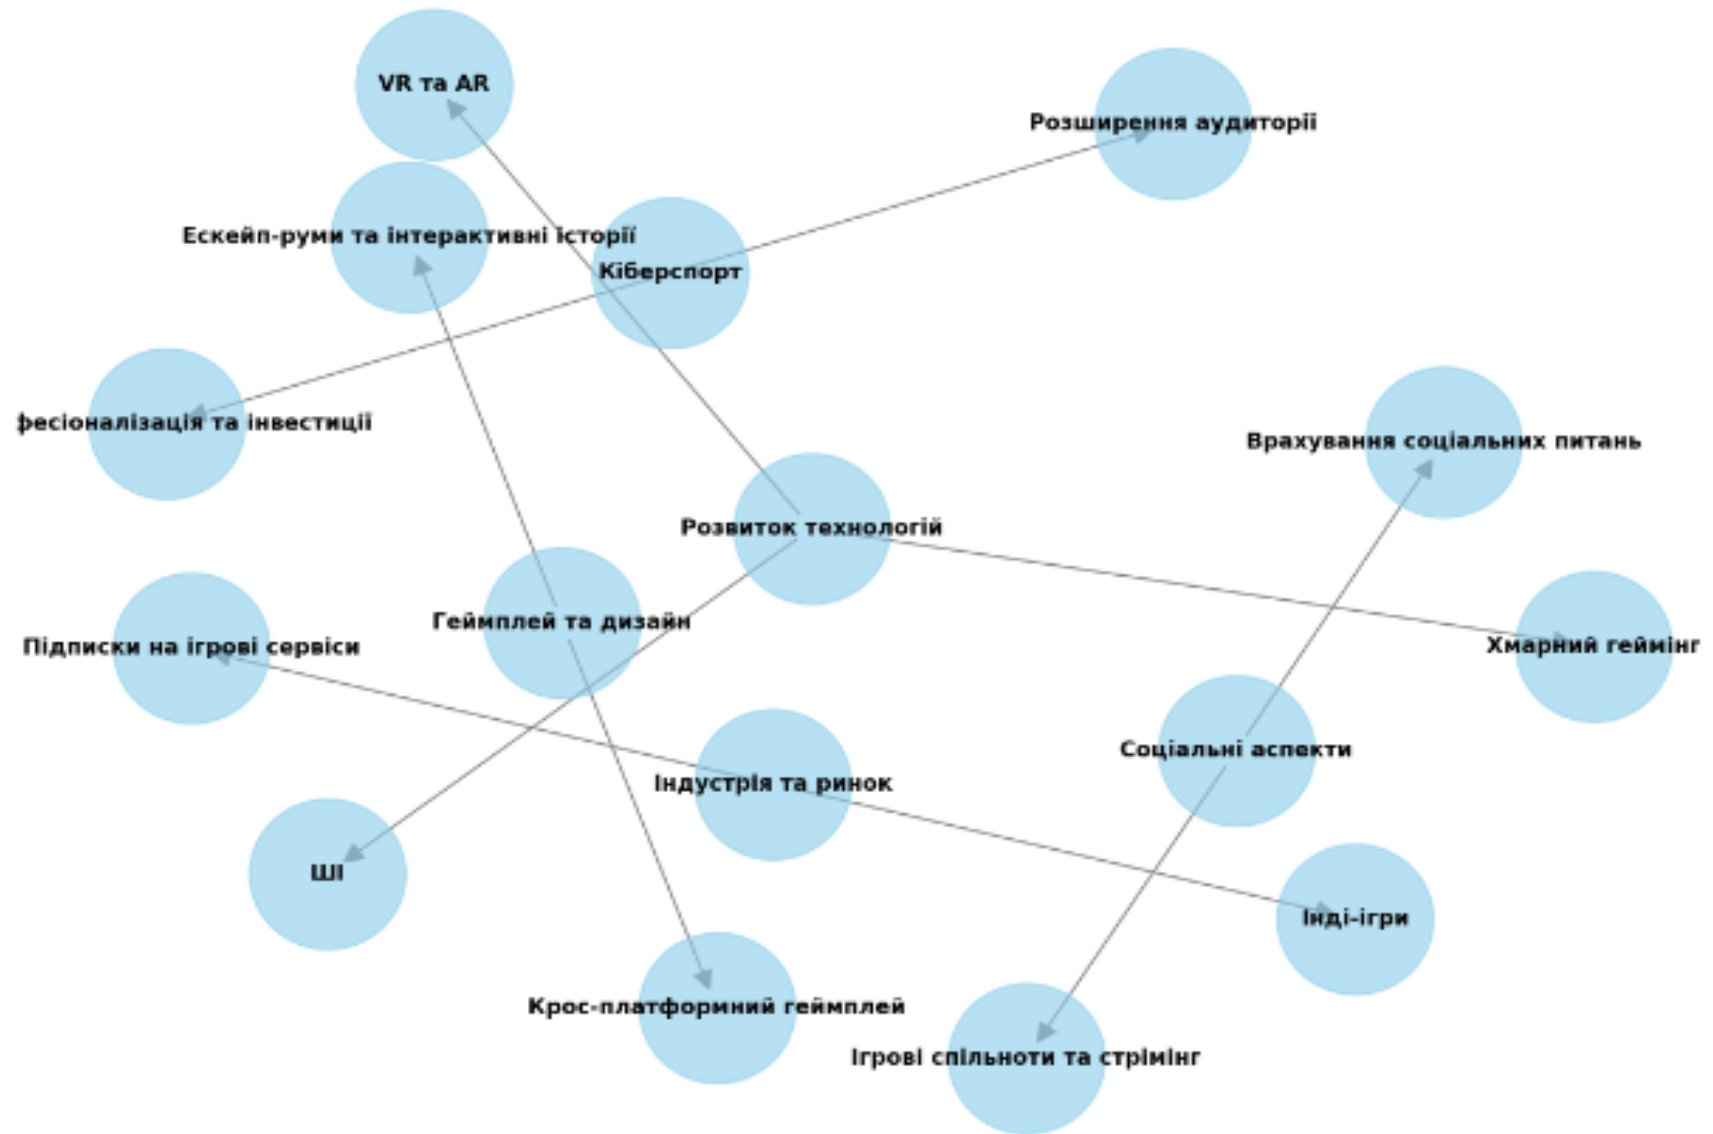 VR та AR
Розширення аудиторії
Ескейп-руми та інтерактивні історії
Кіберспорт
фесіоналізація та інвестиції
Врахування соціальних питань
Розвиток технологій
Геймплей та дизайн
Підписки на ігрові сервіси
Хмарний геймінг
Соціальні аспекти
Індустрія та ринок
ШІ
Інді-ігри
Крос-платформний геймплей
Ігрові спільноти та стрімінг